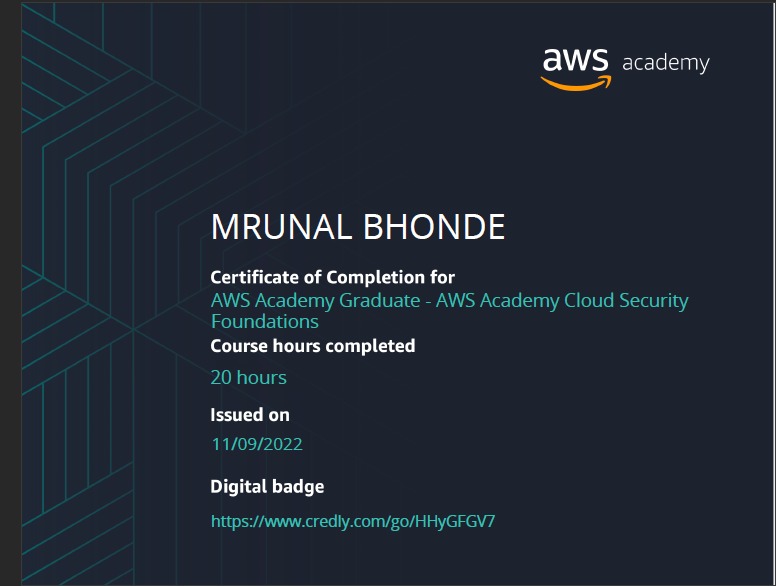 aws academy
MRUNAL BHONDE
Certificate of Completion for
AWS Academy Graduate - AWS Academy Cloud Security
Foundations
Course hours completed
20 hours
Issued on
11/09/2022
Digital badge
https://www.credly.com/go/HHyGFGV7